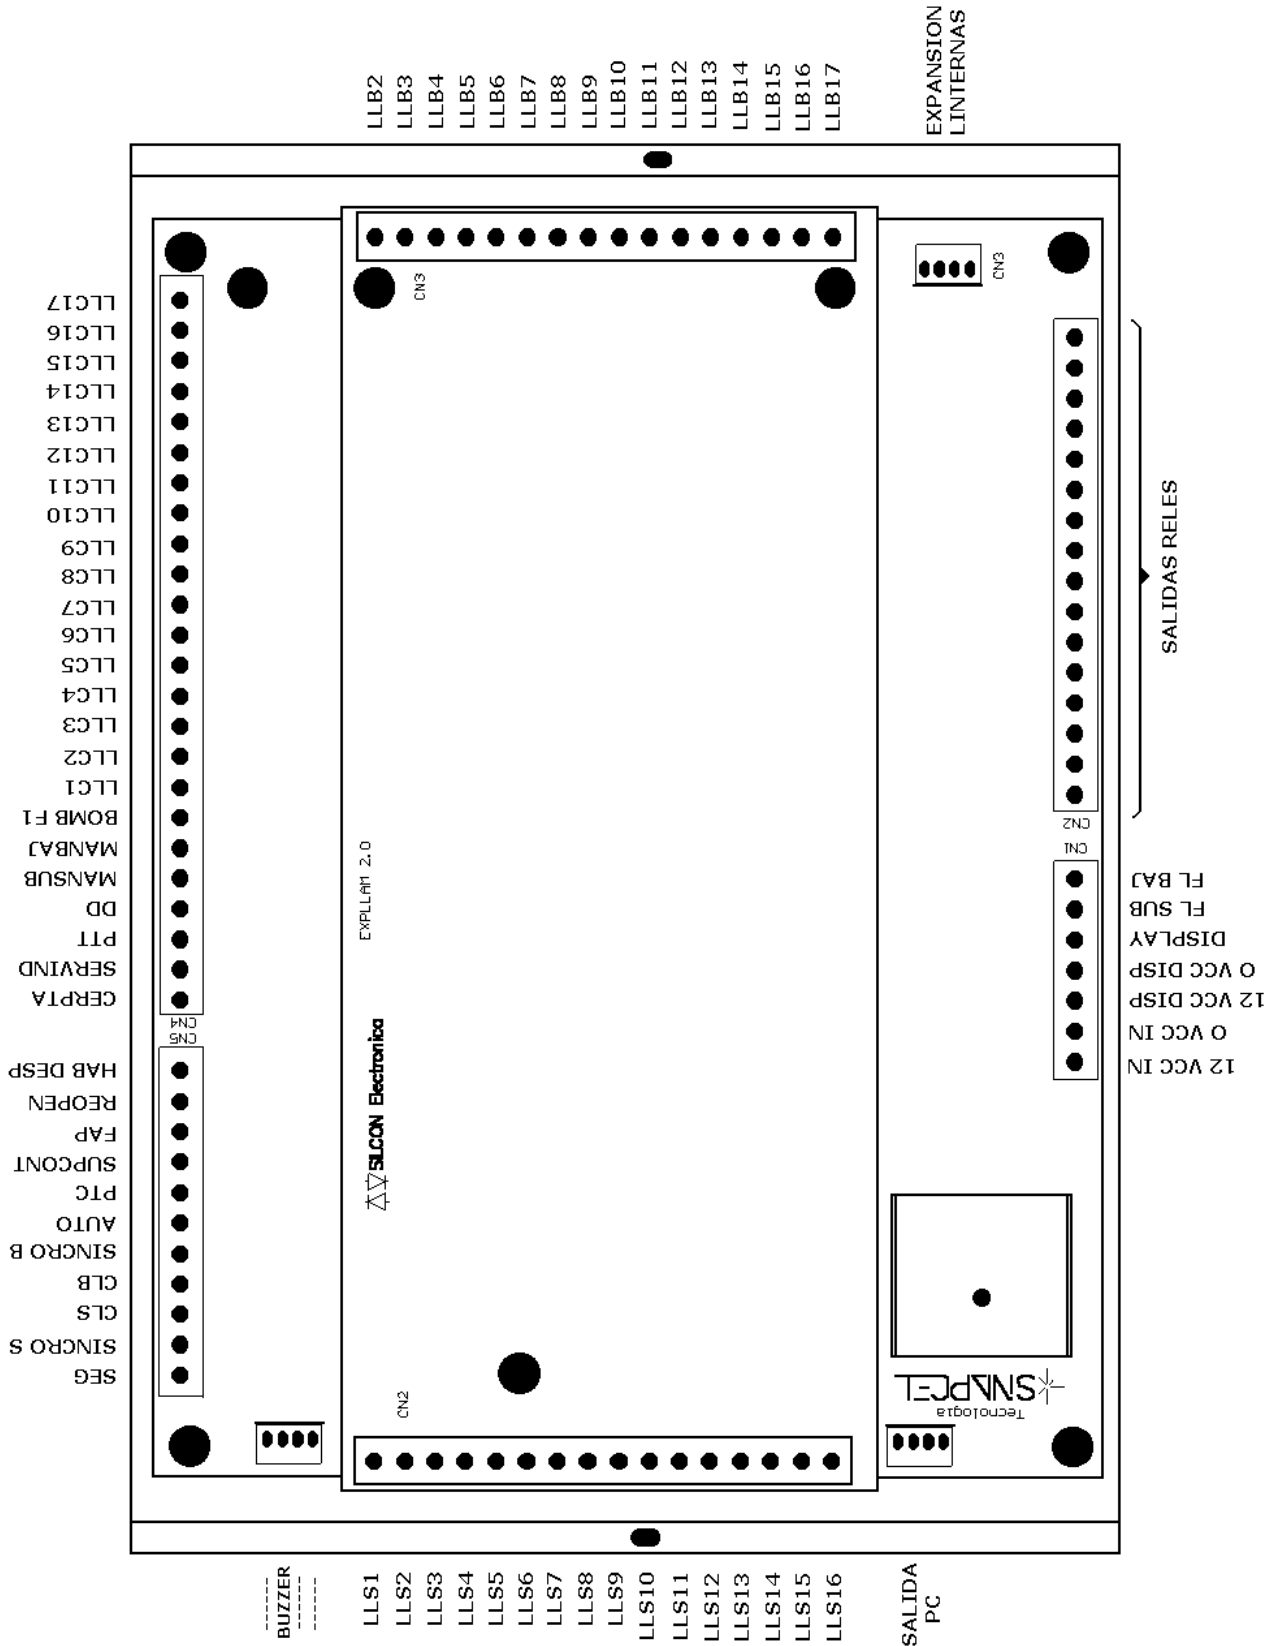 LLB2
LLB3
LLB4
LLB5
LLB6
LLB7
LLB8
LLB9
LLB10
LLB11
LLB12
LLB13
LLB14
LLB15
LLB16
LLB17
EXPANSION
LINTERNAS
CN3
CN3
LLC17
LLC16
LLC15
LLC14
LLC13
LLC12
LLC11
LLC10
LLC9
LLC8
LLC7
LLC6
LLC5
LLC4
LLC3
LLC2
LLC1
BOMB F1
MANBAJ
MANSUB
DD
PTT
SERVIND
CERPTA
CN4
CN5
HAB DESP
REOPEN
FAP
SUPCONT
PTC
AUTO
SINCRO B
CLB
CLS
SINCRO S
SEG
EXPLLAM 2.0
SILCON Electronica
CN2
SALIDAS RELES
CN2
CN1
FL BAJ
FL SUB
DISPLAY
O VCC DISP
12 VCC DISP
O VCC IN
12 VCC IN
Tecnologia
SNAPCEL
BUZZER
LLS1
LLS2
LLS3
LLS4
LLS5
LLS6
LLS7
LLS8
LLS9
LLS10
LLS11
LLS12
LLS13
LLS14
LLS15
LLS16
SALIDA
PC